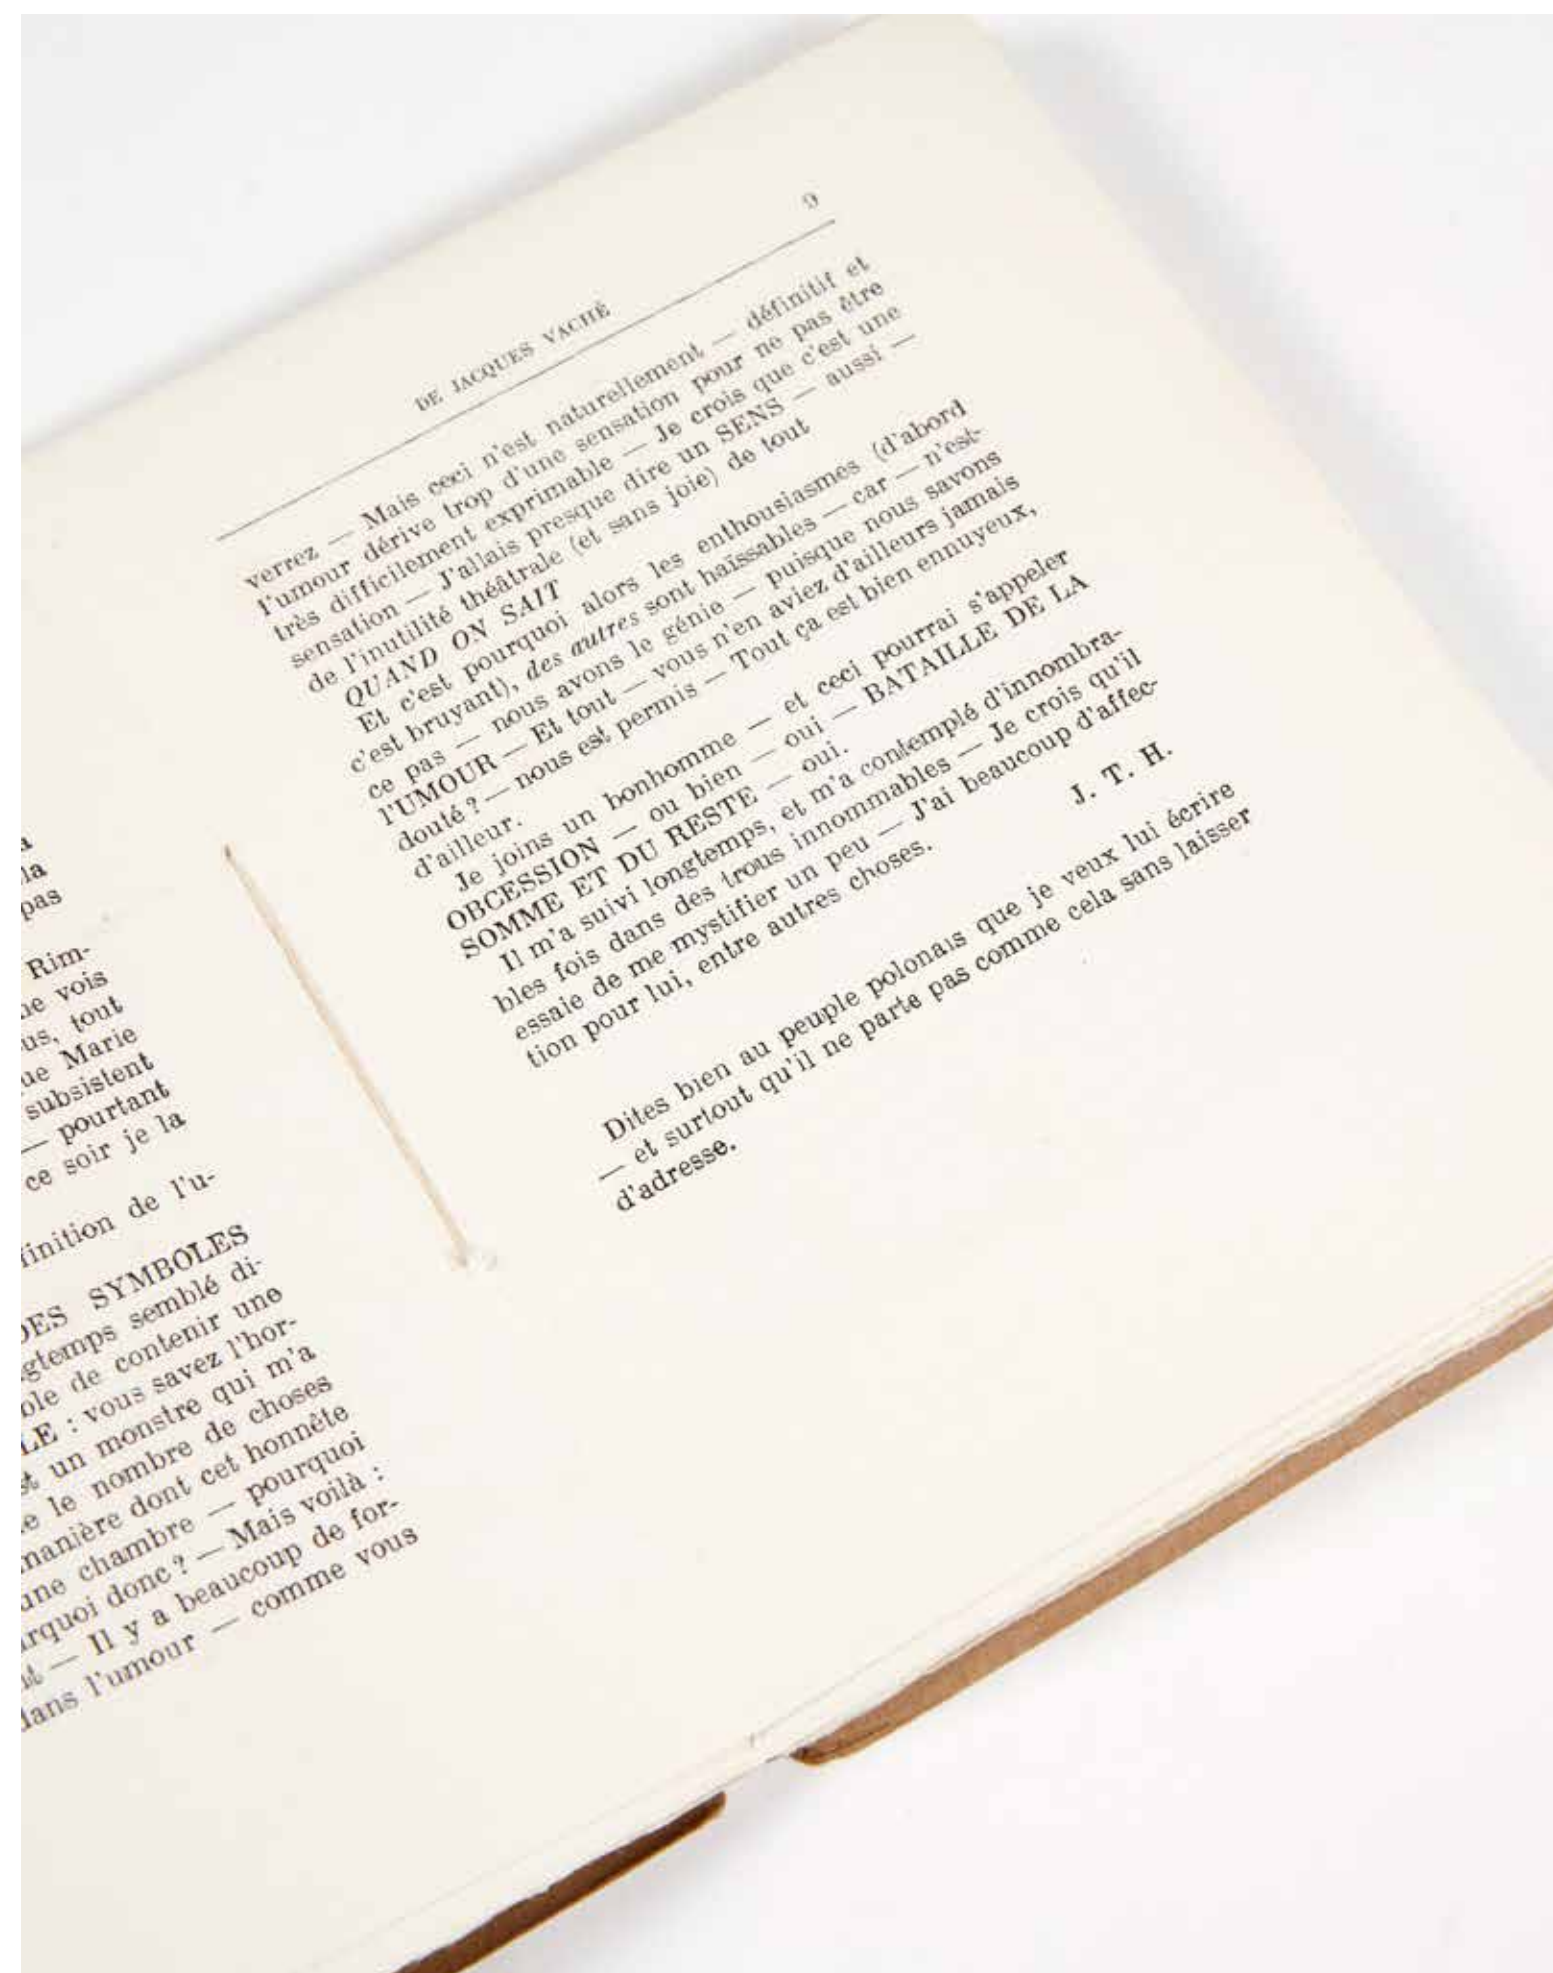 la
pas
Rim-
ne vois
us, tout
ue Marie
subsistent
— pourtant
ce soir je la
finition de l'u-
DES SYMBOLES
gtemps semblé di-
ble de contenir une
LE : vous savez l'hor-
st un monstre qui m'a
e le nombre de choses
manière dont cet honnête
une chambre — pourquoi
rquoi donc ? — Mais voilà :
nt — Il y a beaucoup de for-
dans l'umour — comme vous
DE JACQUES VACHÉ 9
verrez — Mais ceci n'est naturellement — définitif et
l'umour dérive trop d'une sensation pour ne pas être
très difficilement exprimable — Je crois que c'est une
sensation — J'allais presque dire un SENS — aussi —
de l'inutilité théâtrale (et sans joie) de tout
QUAND ON SAIT
Et c'est pourquoi alors les enthousiasmes (d'abord
c'est bruyant), des autres sont haïssables — car — n'est-
ce pas — nous avons le génie — puisque nous savons
l'UMOUR — Et tout — vous n'en aviez d'ailleurs jamais
douté ? — nous est permis — Tout ça est bien ennuyeux,
d'ailleur.
Je joins un bonhomme — et ceci pourrai s'appeler
OBCESSION — ou bien — oui — BATAILLE DE LA
SOMME ET DU RESTE — oui.
Il m'a suivi longtemps, et m'a contemplé d'innombra-
bles fois dans des trous innommables — Je crois qu'il
essaie de me mystifier un peu — J'ai beaucoup d'affec-
tion pour lui, entre autres choses.
J. T. H.
Dites bien au peuple polonais que je veux lui écrire
— et surtout qu'il ne parte pas comme cela sans laisser
d'adresse.